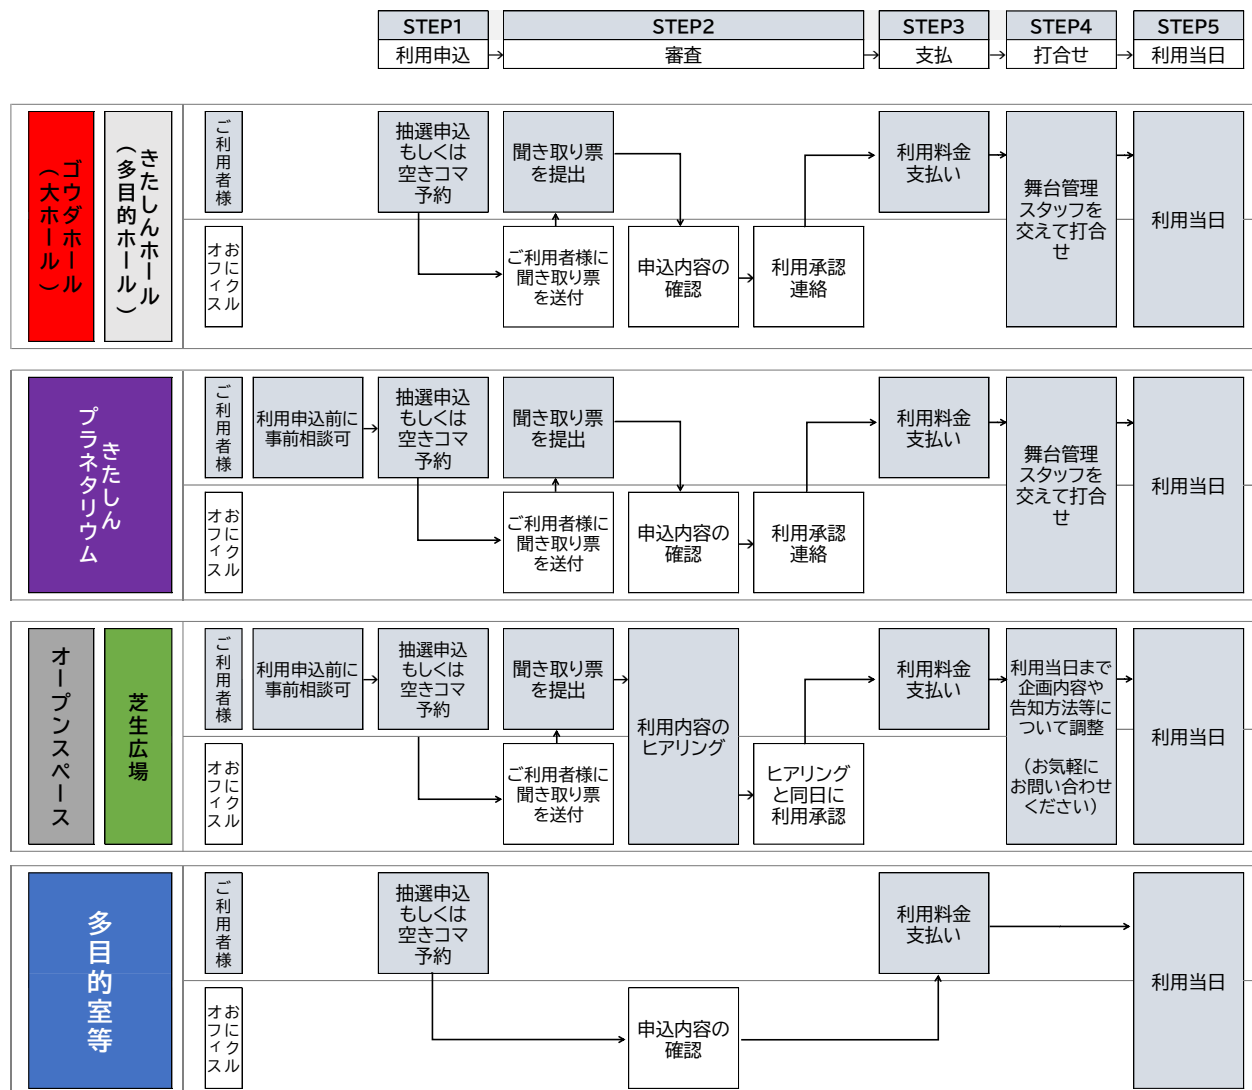 STEP1
STEP2
STEP3
STEP4
STEP5
利用申込
審査
支払
打合せ
利用当日
ゴウダホール
（大ホール）
きたしんホール
（多目的ホール）
ご利用者様
抽選申込
もしくは
空きコマ
予約
聞き取り票
を提出
利用料金
支払い
舞台管理
スタッフを
交えて打合
せ
利用当日
おにクル
オフィス
ご利用者様に
聞き取り票
を送付
申込内容の
確認
利用承認
連絡
きたしん
プラネタリウム
ご利用者様
利用申込前に
事前相談可
抽選申込
もしくは
空きコマ
予約
聞き取り票
を提出
利用料金
支払い
舞台管理
スタッフを
交えて打合
せ
利用当日
おにクル
オフィス
ご利用者様に
聞き取り票
を送付
申込内容の
確認
利用承認
連絡
オープンスペース
芝生広場
ご利用者様
利用申込前に
事前相談可
抽選申込
もしくは
空きコマ
予約
聞き取り票
を提出
利用内容の
ヒアリング
利用料金
支払い
利用当日まで
企画内容や
告知方法等に
ついて調整
（お気軽に
お問い合わせ
ください）
利用当日
おにクル
オフィス
ご利用者様に
聞き取り票
を送付
ヒアリング
と同日に
利用承認
多目的室等
ご利用者様
抽選申込
もしくは
空きコマ
予約
利用料金
支払い
利用当日
おにクル
オフィス
申込内容の
確認